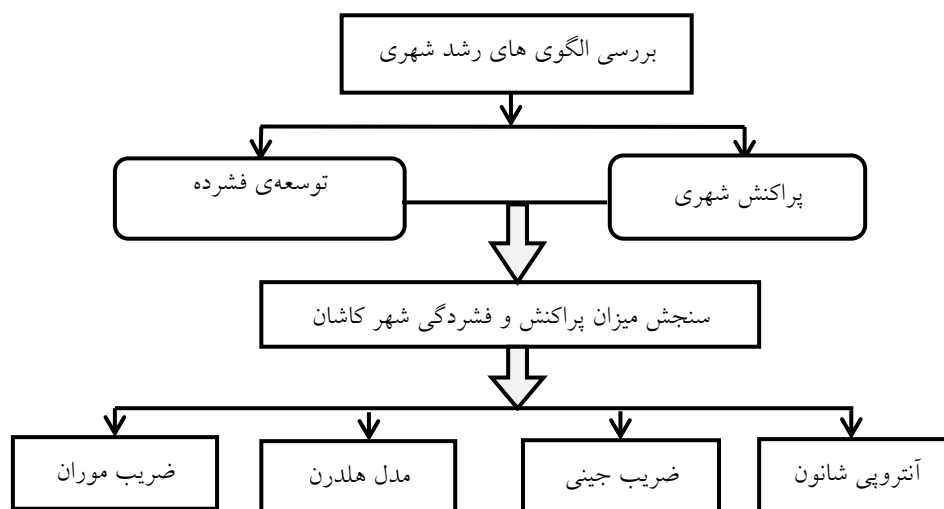 بررسی الگوی های رشد شهری
پراکنش شهری
توسعه‌ی فشرده
سنجش میزان پراکنش و فشردگی شهر کاشان
آنتروپی شانون
ضریب جینی
مدل هلدرن
ضریب موران